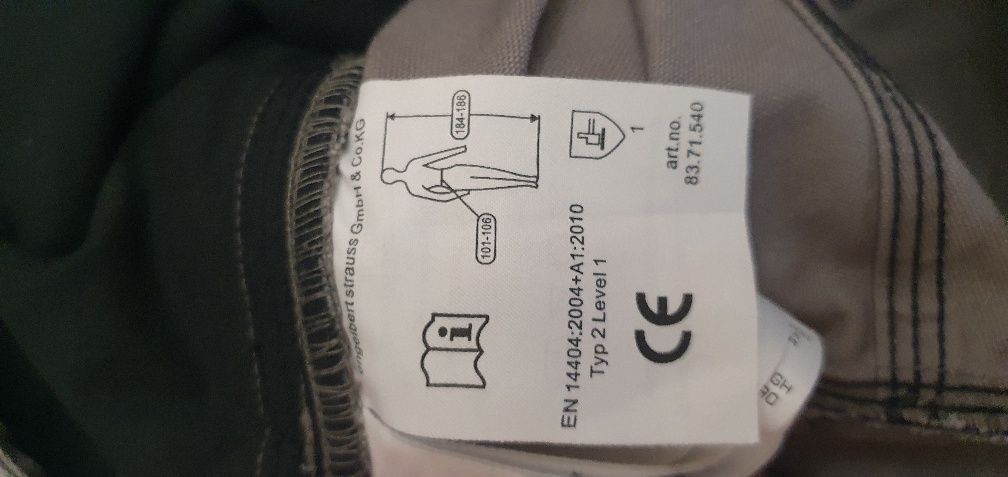 engelbert strauss GmbH & Co.KG
184-186
101-106
i
EN 14404:2004+A1:2010
Typ 2 Level 1
1
CE
art.no.
83.71.540